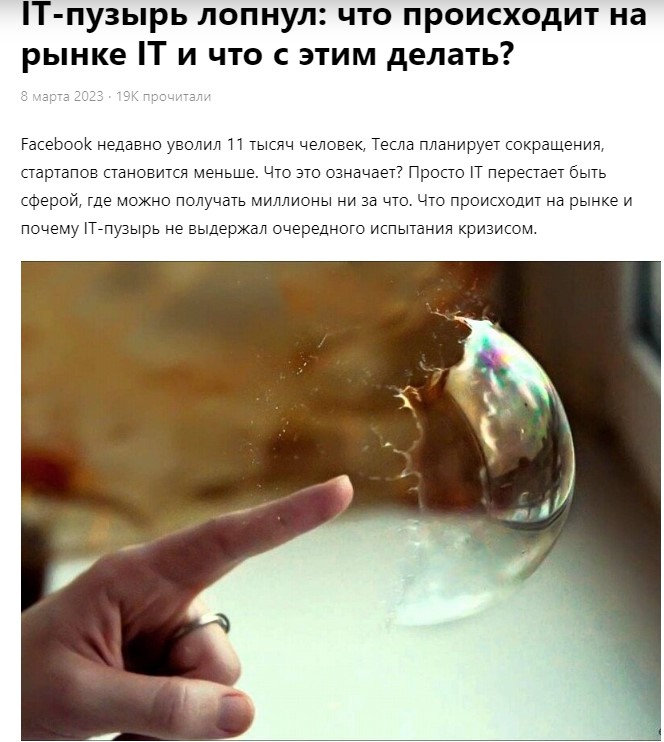 IT-пузырь лопнул: что происходит на
рынке IT и что с этим делать?
8 марта 2023 · 19K прочитали
Facebook недавно уволил 11 тысяч человек, Тесла планирует сокращения,
стартапов становится меньше. Что это означает? Просто IT перестает быть
сферой, где можно получать миллионы ни за что. Что происходит на рынке и
почему IT-пузырь не выдержал очередного испытания кризисом.